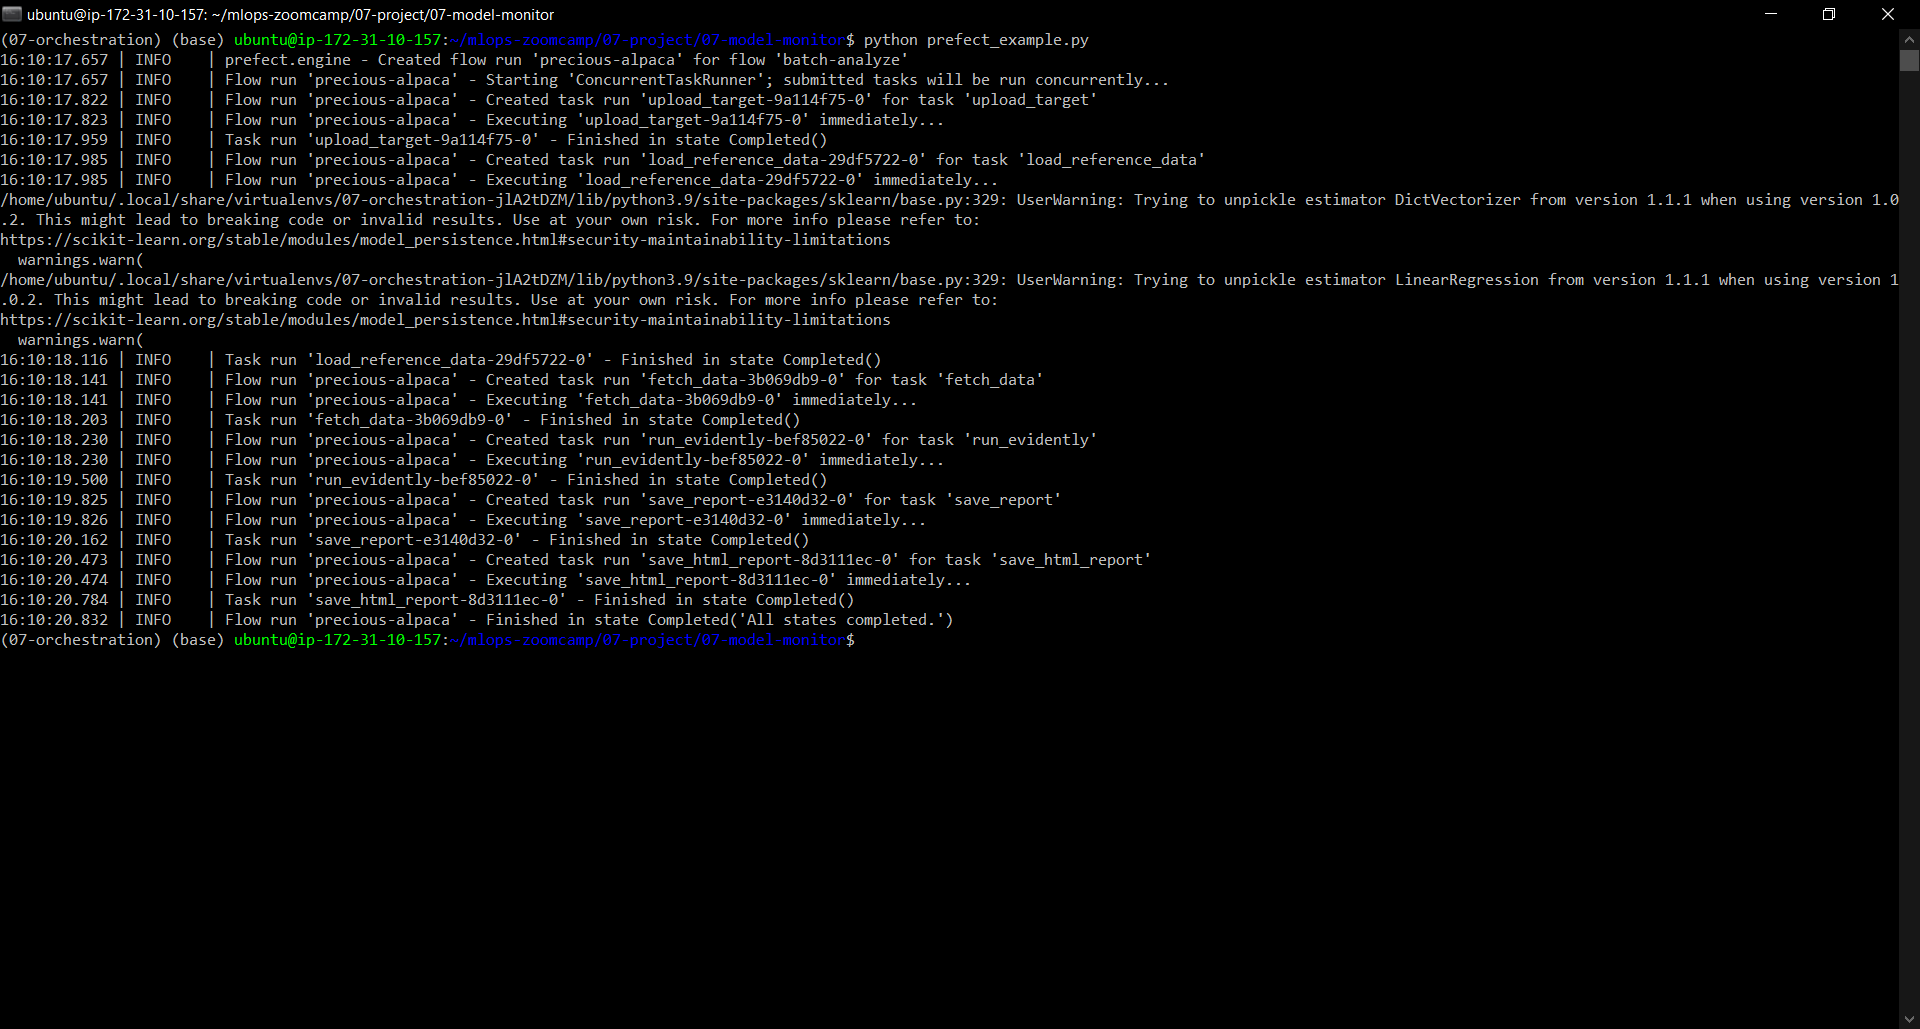 ubuntu@ip-172-31-10-157: ~/mlops-zoomcamp/07-project/07-model-monitor
(07-orchestration) (base) ubuntu@ip-172-31-10-157:~/mlops-zoomcamp/07-project/07-model-monitor$ python prefect_example.py
16:10:17.657 | INFO    | prefect.engine - Created flow run 'precious-alpaca' for flow 'batch-analyze'
16:10:17.657 | INFO    | Flow run 'precious-alpaca' - Starting 'ConcurrentTaskRunner'; submitted tasks will be run concurrently...
16:10:17.822 | INFO    | Flow run 'precious-alpaca' - Created task run 'upload_target-9a114f75-0' for task 'upload_target'
16:10:17.823 | INFO    | Flow run 'precious-alpaca' - Executing 'upload_target-9a114f75-0' immediately...
16:10:17.959 | INFO    | Task run 'upload_target-9a114f75-0' - Finished in state Completed()
16:10:17.985 | INFO    | Flow run 'precious-alpaca' - Created task run 'load_reference_data-29df5722-0' for task 'load_reference_data'
16:10:17.985 | INFO    | Flow run 'precious-alpaca' - Executing 'load_reference_data-29df5722-0' immediately...
/home/ubuntu/.local/share/virtualenvs/07-orchestration-jlA2tDZM/lib/python3.9/site-packages/sklearn/base.py:329: UserWarning: Trying to unpickle estimator DictVectorizer from version 1.1.1 when using version 1.0
.2. This might lead to breaking code or invalid results. Use at your own risk. For more info please refer to:
https://scikit-learn.org/stable/modules/model_persistence.html#security-maintainability-limitations
  warnings.warn(
/home/ubuntu/.local/share/virtualenvs/07-orchestration-jlA2tDZM/lib/python3.9/site-packages/sklearn/base.py:329: UserWarning: Trying to unpickle estimator LinearRegression from version 1.1.1 when using version 1
.0.2. This might lead to breaking code or invalid results. Use at your own risk. For more info please refer to:
https://scikit-learn.org/stable/modules/model_persistence.html#security-maintainability-limitations
  warnings.warn(
16:10:18.116 | INFO    | Task run 'load_reference_data-29df5722-0' - Finished in state Completed()
16:10:18.141 | INFO    | Flow run 'precious-alpaca' - Created task run 'fetch_data-3b069db9-0' for task 'fetch_data'
16:10:18.141 | INFO    | Flow run 'precious-alpaca' - Executing 'fetch_data-3b069db9-0' immediately...
16:10:18.203 | INFO    | Task run 'fetch_data-3b069db9-0' - Finished in state Completed()
16:10:18.230 | INFO    | Flow run 'precious-alpaca' - Created task run 'run_evidently-bef85022-0' for task 'run_evidently'
16:10:18.230 | INFO    | Flow run 'precious-alpaca' - Executing 'run_evidently-bef85022-0' immediately...
16:10:19.500 | INFO    | Task run 'run_evidently-bef85022-0' - Finished in state Completed()
16:10:19.825 | INFO    | Flow run 'precious-alpaca' - Created task run 'save_report-e3140d32-0' for task 'save_report'
16:10:19.826 | INFO    | Flow run 'precious-alpaca' - Executing 'save_report-e3140d32-0' immediately...
16:10:20.162 | INFO    | Task run 'save_report-e3140d32-0' - Finished in state Completed()
16:10:20.473 | INFO    | Flow run 'precious-alpaca' - Created task run 'save_html_report-8d3111ec-0' for task 'save_html_report'
16:10:20.474 | INFO    | Flow run 'precious-alpaca' - Executing 'save_html_report-8d3111ec-0' immediately...
16:10:20.784 | INFO    | Task run 'save_html_report-8d3111ec-0' - Finished in state Completed()
16:10:20.832 | INFO    | Flow run 'precious-alpaca' - Finished in state Completed('All states completed.')
(07-orchestration) (base) ubuntu@ip-172-31-10-157:~/mlops-zoomcamp/07-project/07-model-monitor$